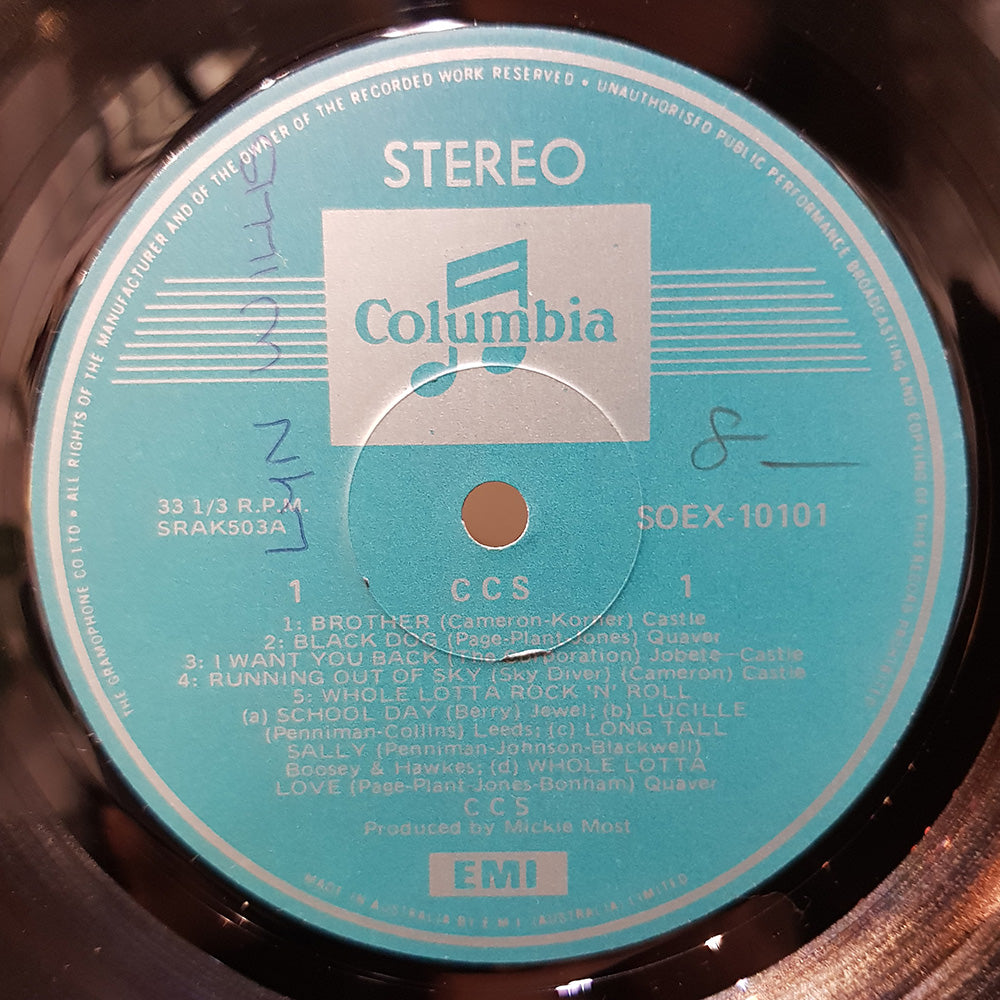 THE GRAMOPHONE CO LTD • ALL RIGHTS OF THE MANUFACTURER AND OF THE OWNER OF THE RECORDED WORK RESERVED • UNAUTHORISED PUBLIC PERFORMANCE BROADCASTING AND COPYING OF THIS RECORD PROHIBITED
STEREO
Columbia
LYN WILLIS
8 —
33 1/3 R.P.M.
SRAK503A
SOEX-10101
1 CCS 1
1: BROTHER (Cameron-Korner) Castle
2: BLACK DOG (Page-Plant-Jones) Quaver
3: I WANT YOU BACK (The Corporation) Jobete—Castle
4: RUNNING OUT OF SKY (Sky Diver) (Cameron) Castle
5: WHOLE LOTTA ROCK 'N' ROLL
(a) SCHOOL DAY (Berry) Jewel; (b) LUCILLE
(Penniman-Collins) Leeds; (c) LONG TALL
SALLY (Penniman-Johnson-Blackwell)
Boosey & Hawkes; (d) WHOLE LOTTA
LOVE (Page-Plant-Jones-Bonham) Quaver
CCS
Produced by Mickie Most
EMI
MADE IN AUSTRALIA BY E.M.I. (AUSTRALIA) LIMITED